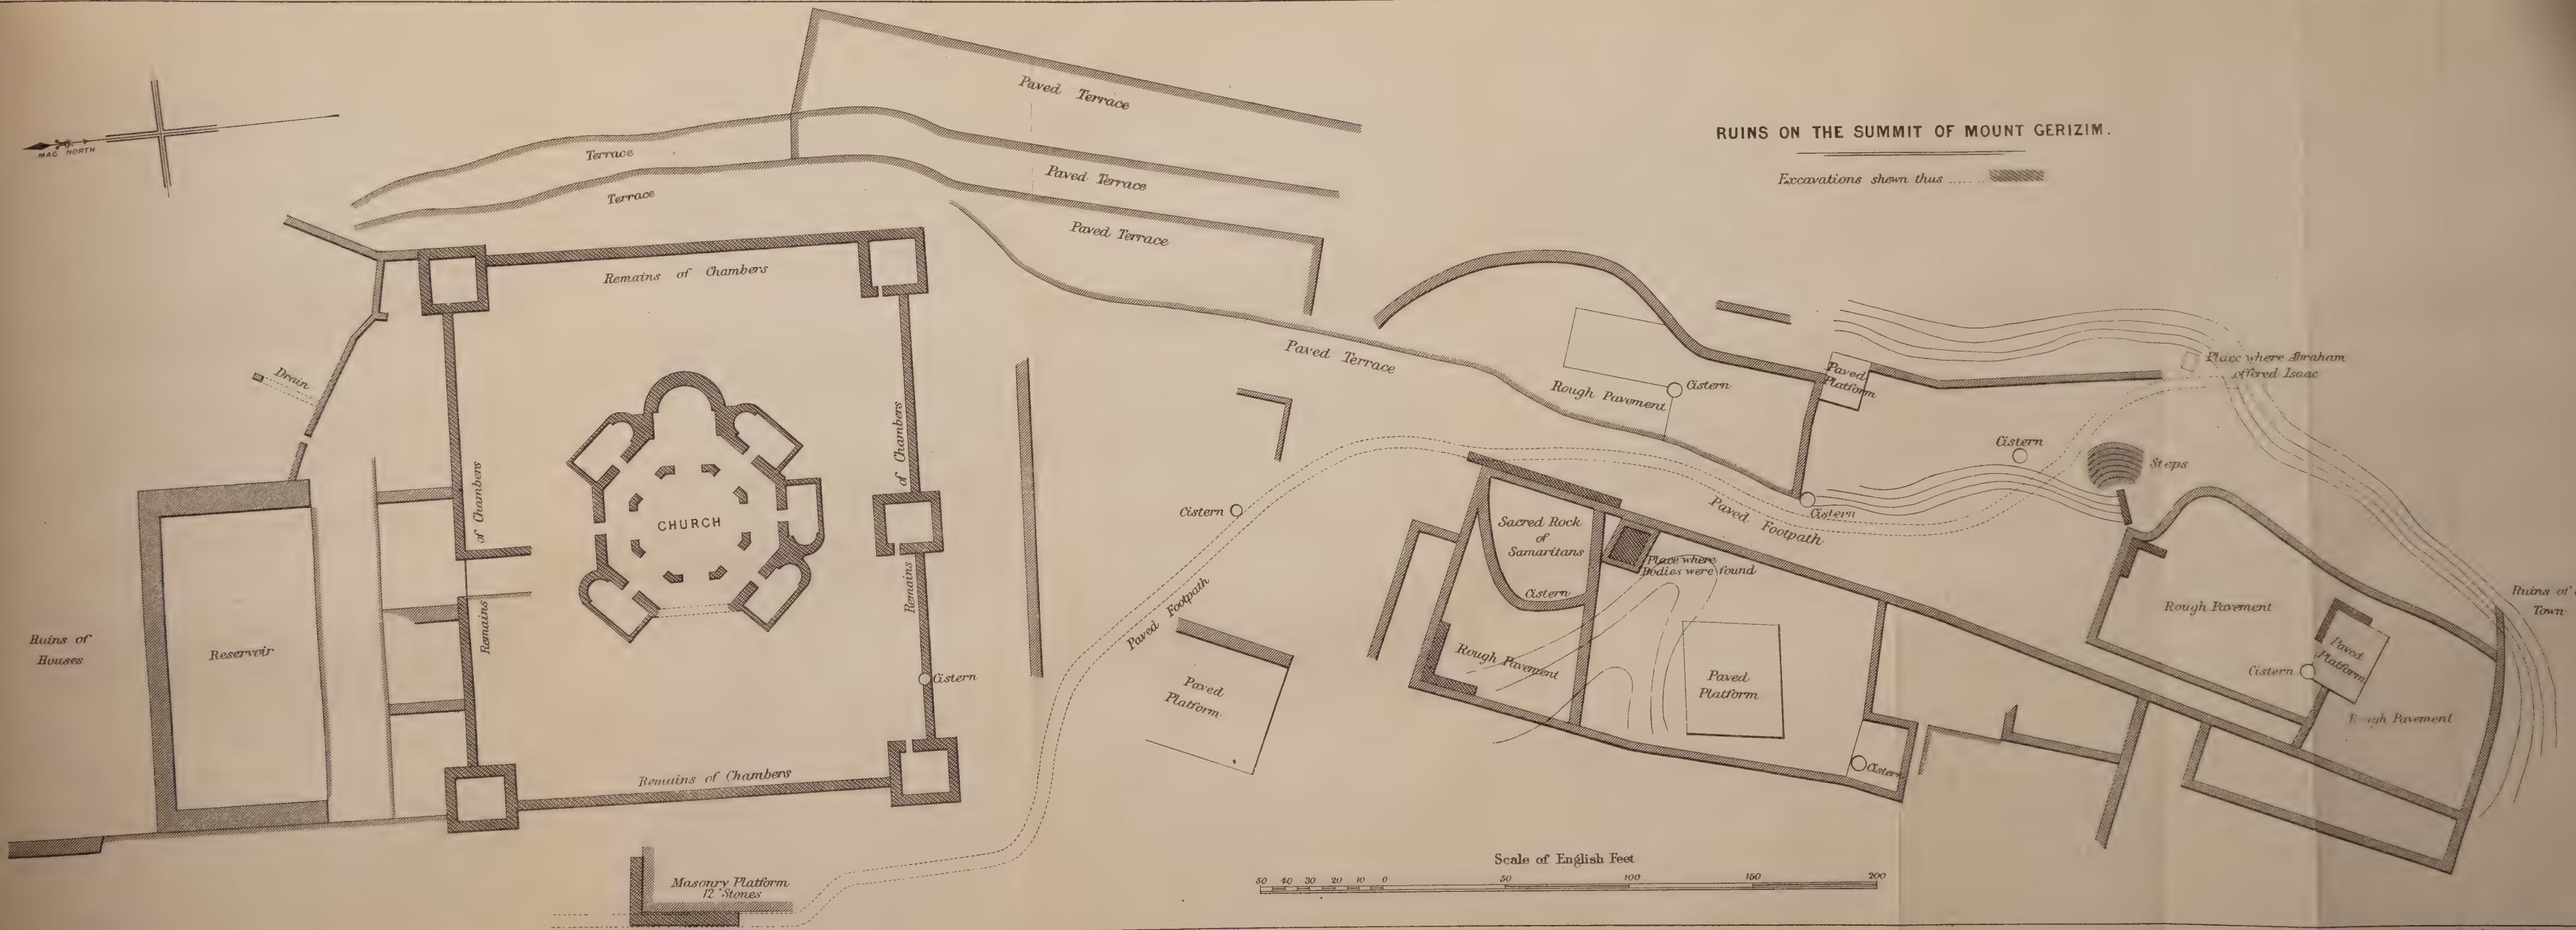 RUINS ON THE SUMMIT OF MOUNT GERIZIM.
Excavations shewn thus ......
MAG NORTH
Paved Terrace
Terrace
Paved Terrace
Terrace
Paved Terrace
Remains of Chambers
Paved Terrace
Place where Abraham
offered Isaac
Paved
Platform
Drain
Rough Pavement
Cistern
of Chambers
Cistern
Steps
of Chambers
CHURCH
Cistern
Sacred Rock
of
Samaritans
Paved Footpath
Cistern
Place where
Bodies were found
Cistern
Remains
Remains
Ruins of
Houses
Reservoir
Cistern
Paved Footpath
Paved
Platform
Rough Pavement
Paved
Platform
Rough Pavement
Ruins of
Town
Paved
Platform
Cistern
Pavement
Cistern
Remains of Chambers
Masonry Platform
12 Stones
Scale of English Feet
50 40 30 20 10 0 50 100 150 200